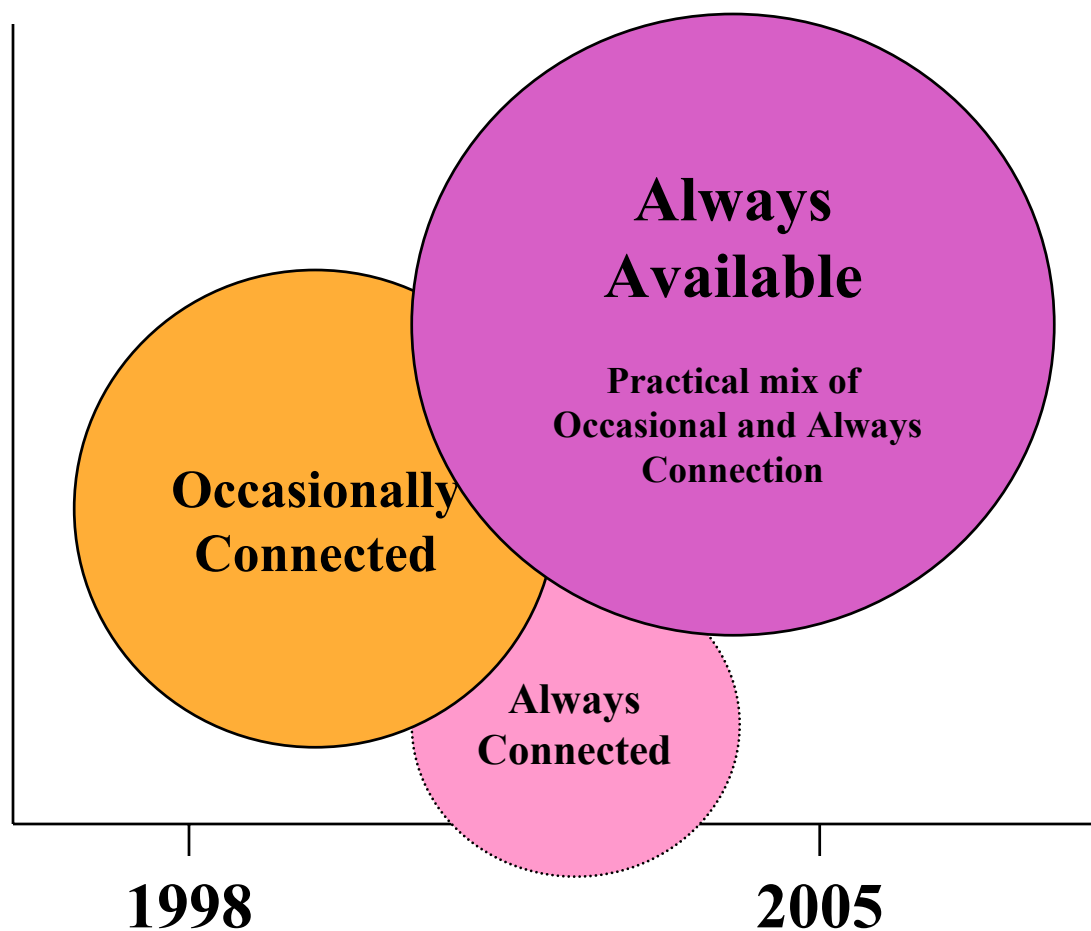 Always
Available
Practical mix of
Occasional and Always
Connection
Occasionally
Connected
Always
Connected
1998
2005